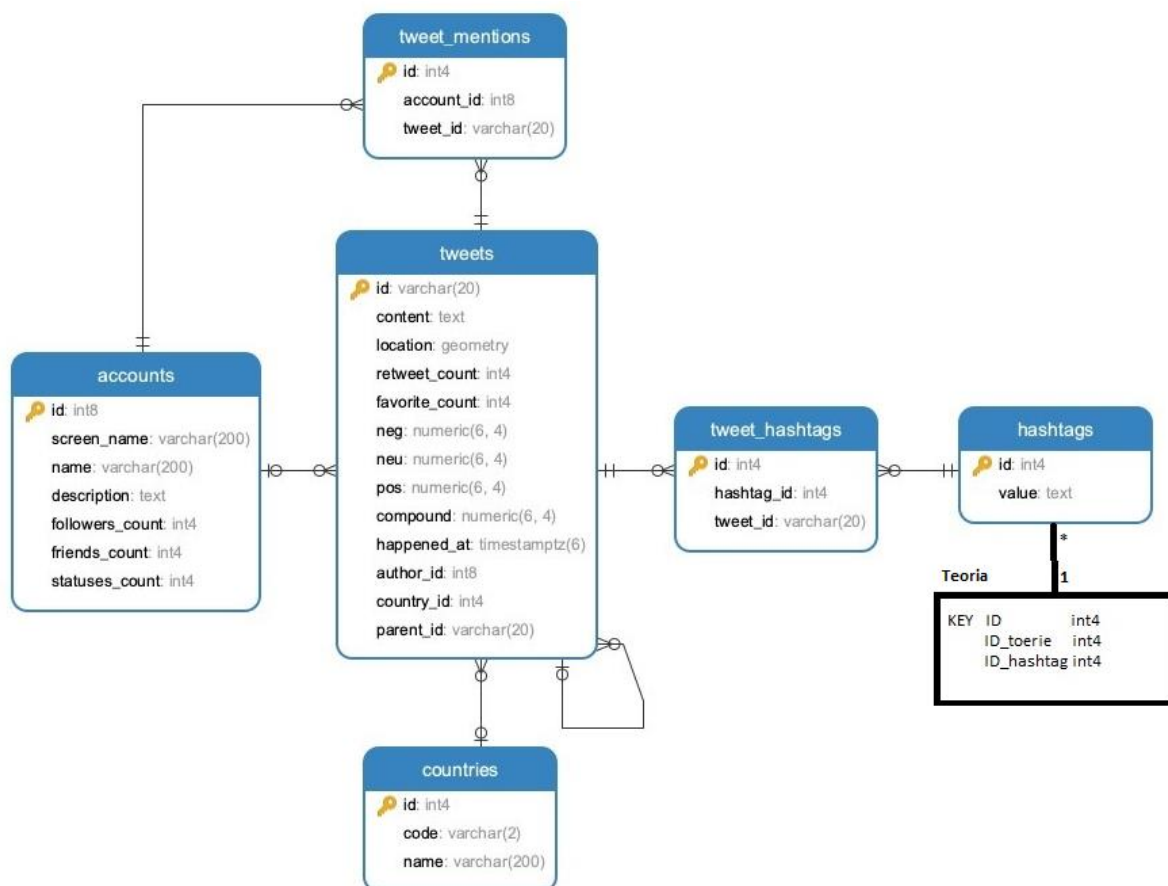 tweet_mentions
id: int4
account_id: int8
tweet_id: varchar(20)
tweets
id: varchar(20)
content: text
location: geometry
retweet_count: int4
favorite_count: int4
neg: numeric(6, 4)
neu: numeric(6, 4)
pos: numeric(6, 4)
compound: numeric(6, 4)
happened_at: timestamptz(6)
author_id: int8
country_id: int4
parent_id: varchar(20)
accounts
id: int8
screen_name: varchar(200)
name: varchar(200)
description: text
followers_count: int4
friends_count: int4
statuses_count: int4
tweet_hashtags
id: int4
hashtag_id: int4
tweet_id: varchar(20)
hashtags
id: int4
value: text
*
Teoria 1
KEY ID int4
ID_toerie int4
ID_hashtag int4
countries
id: int4
code: varchar(2)
name: varchar(200)